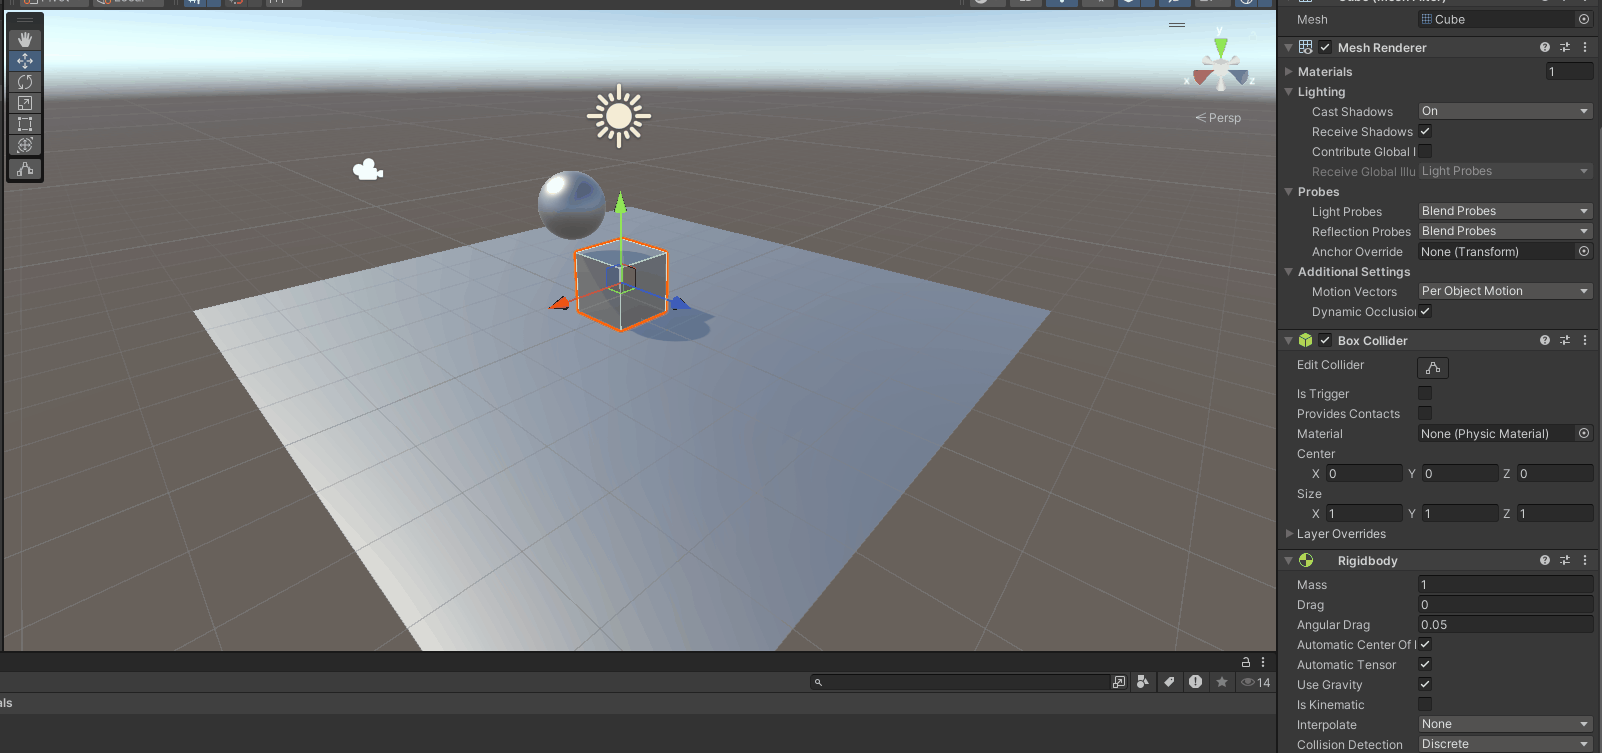 Mesh
Cube
Mesh Renderer
Materials
1
Lighting
Cast Shadows
On
Receive Shadows
Contribute Global I
Receive Global Illu
Light Probes
Probes
Light Probes
Blend Probes
Reflection Probes
Blend Probes
Anchor Override
None (Transform)
Additional Settings
Motion Vectors
Per Object Motion
Dynamic Occlusion
Box Collider
Edit Collider
Is Trigger
Provides Contacts
Material
None (Physic Material)
Center
X 0 Y 0 Z 0
Size
X 1 Y 1 Z 1
Layer Overrides
Rigidbody
Mass
1
Drag
0
Angular Drag
0.05
Automatic Center Of
Automatic Tensor
Use Gravity
Is Kinematic
Interpolate
None
Collision Detection
Discrete
y
x
z
Persp
14
als